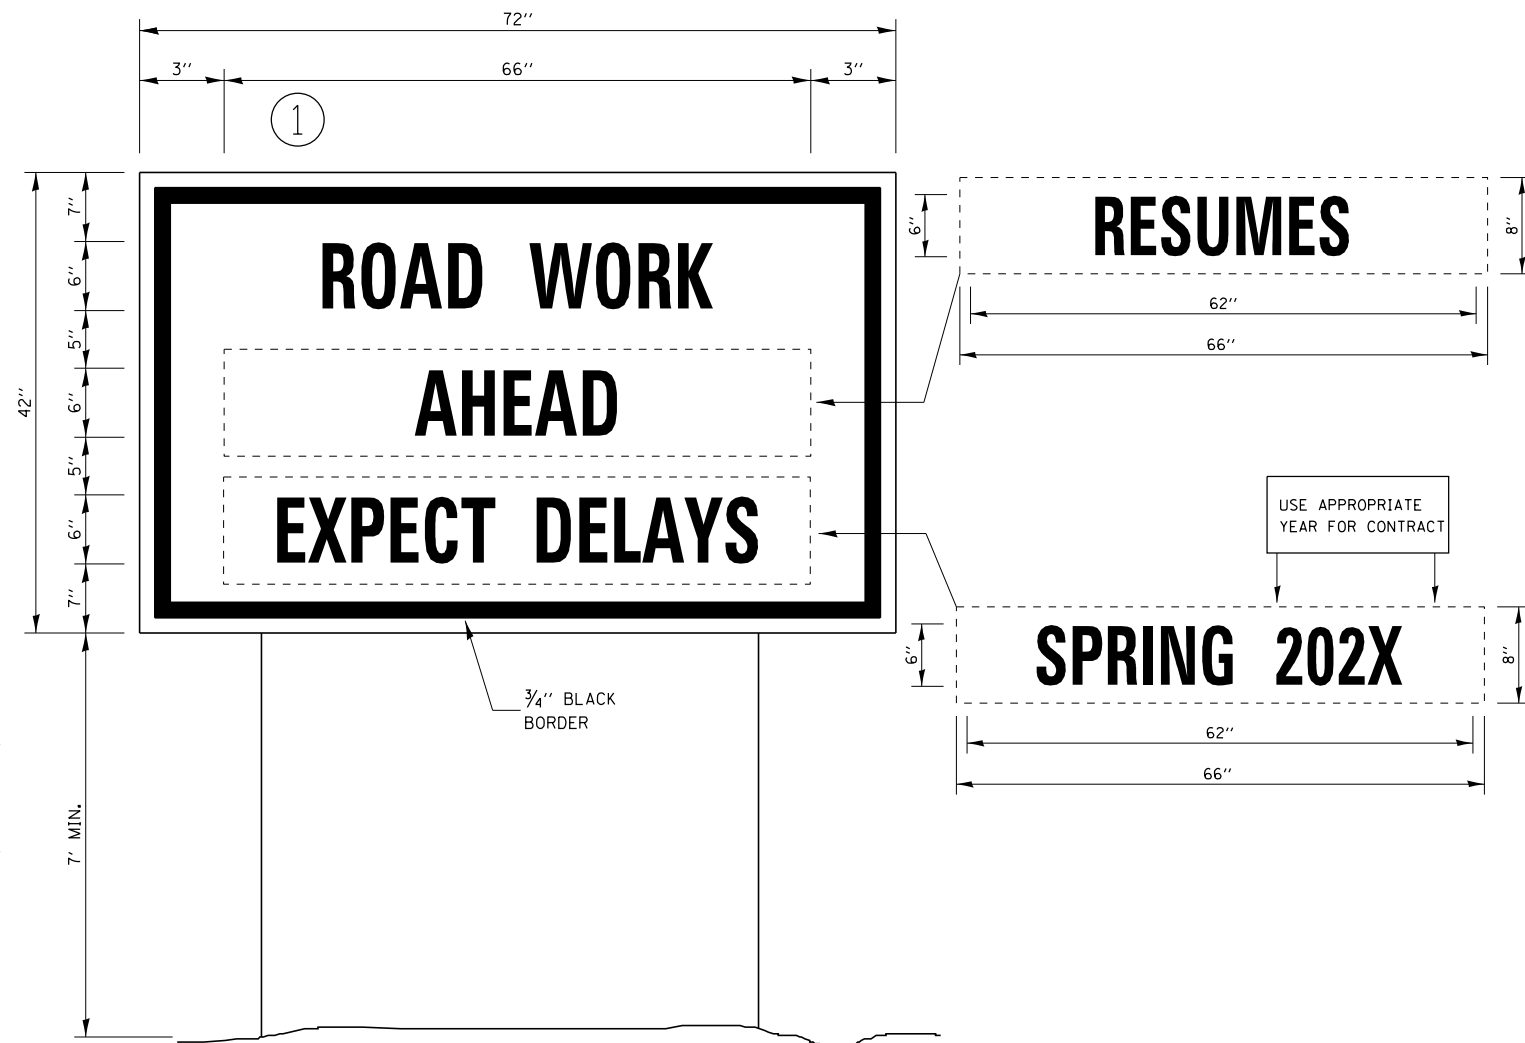 72''
3'' 66'' 3''
1
ROAD WORK
AHEAD
EXPECT DELAYS
42''
7''
6''
5''
6''
5''
6''
7''
7' MIN.
3/4'' BLACK
BORDER
6''
RESUMES
8''
62''
66''
USE APPROPRIATE
YEAR FOR CONTRACT
6''
SPRING 202X
8''
62''
66''